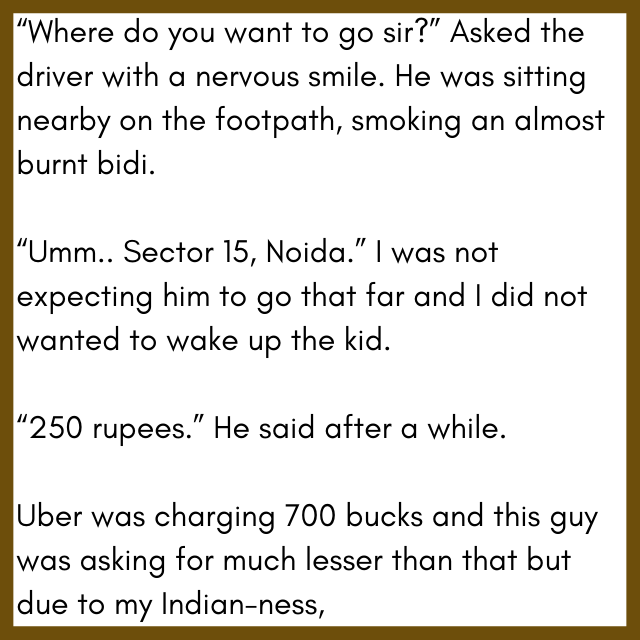 “Where do you want to go sir?” Asked the
driver with a nervous smile. He was sitting
nearby on the footpath, smoking an almost
burnt bidi.
“Umm.. Sector 15, Noida.” I was not
expecting him to go that far and I did not
wanted to wake up the kid.
“250 rupees.” He said after a while.
Uber was charging 700 bucks and this guy
was asking for much lesser than that but
due to my Indian-ness,